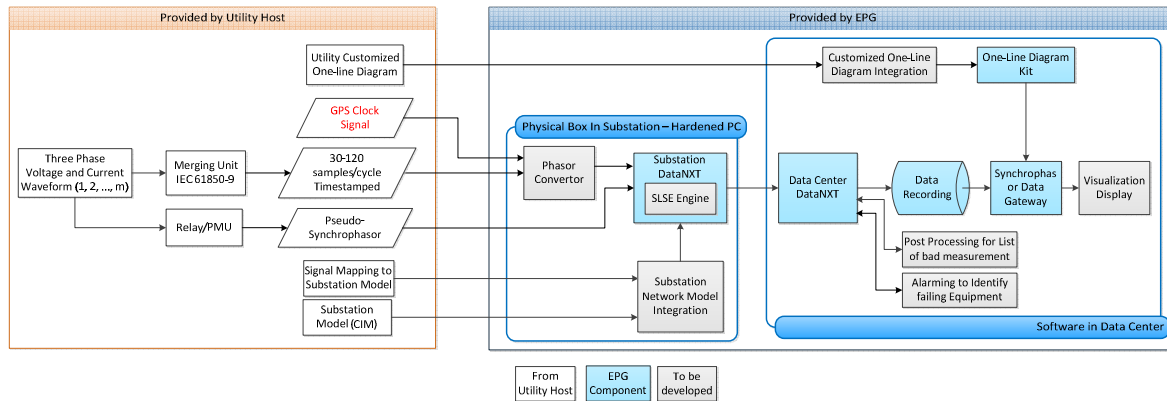 Provided by Utility Host
Utility Customized
One-line Diagram
GPS Clock
Signal
Three Phase
Voltage and Current
Waveform (1, 2, ..., m)
Merging Unit
IEC 61850-9
30-120
samples/cycle
Timestamped
Relay/PMU
Pseudo-
Synchrophasor
Signal Mapping to
Substation Model
Substation
Model (CIM)
Provided by EPG
Physical Box In Substation – Hardened PC
Phasor
Convertor
Substation
DataNXT
SLSE Engine
Substation
Network Model
Integration
Customized One-Line
Diagram Integration
One-Line Diagram
Kit
Data Center
DataNXT
Data
Recording
Synchrophas
or Data
Gateway
Visualization
Display
Post Processing for List
of bad measurement
Alarming to Identify
failing Equipment
Software in Data Center
From
Utility Host
EPG
Component
To be
developed